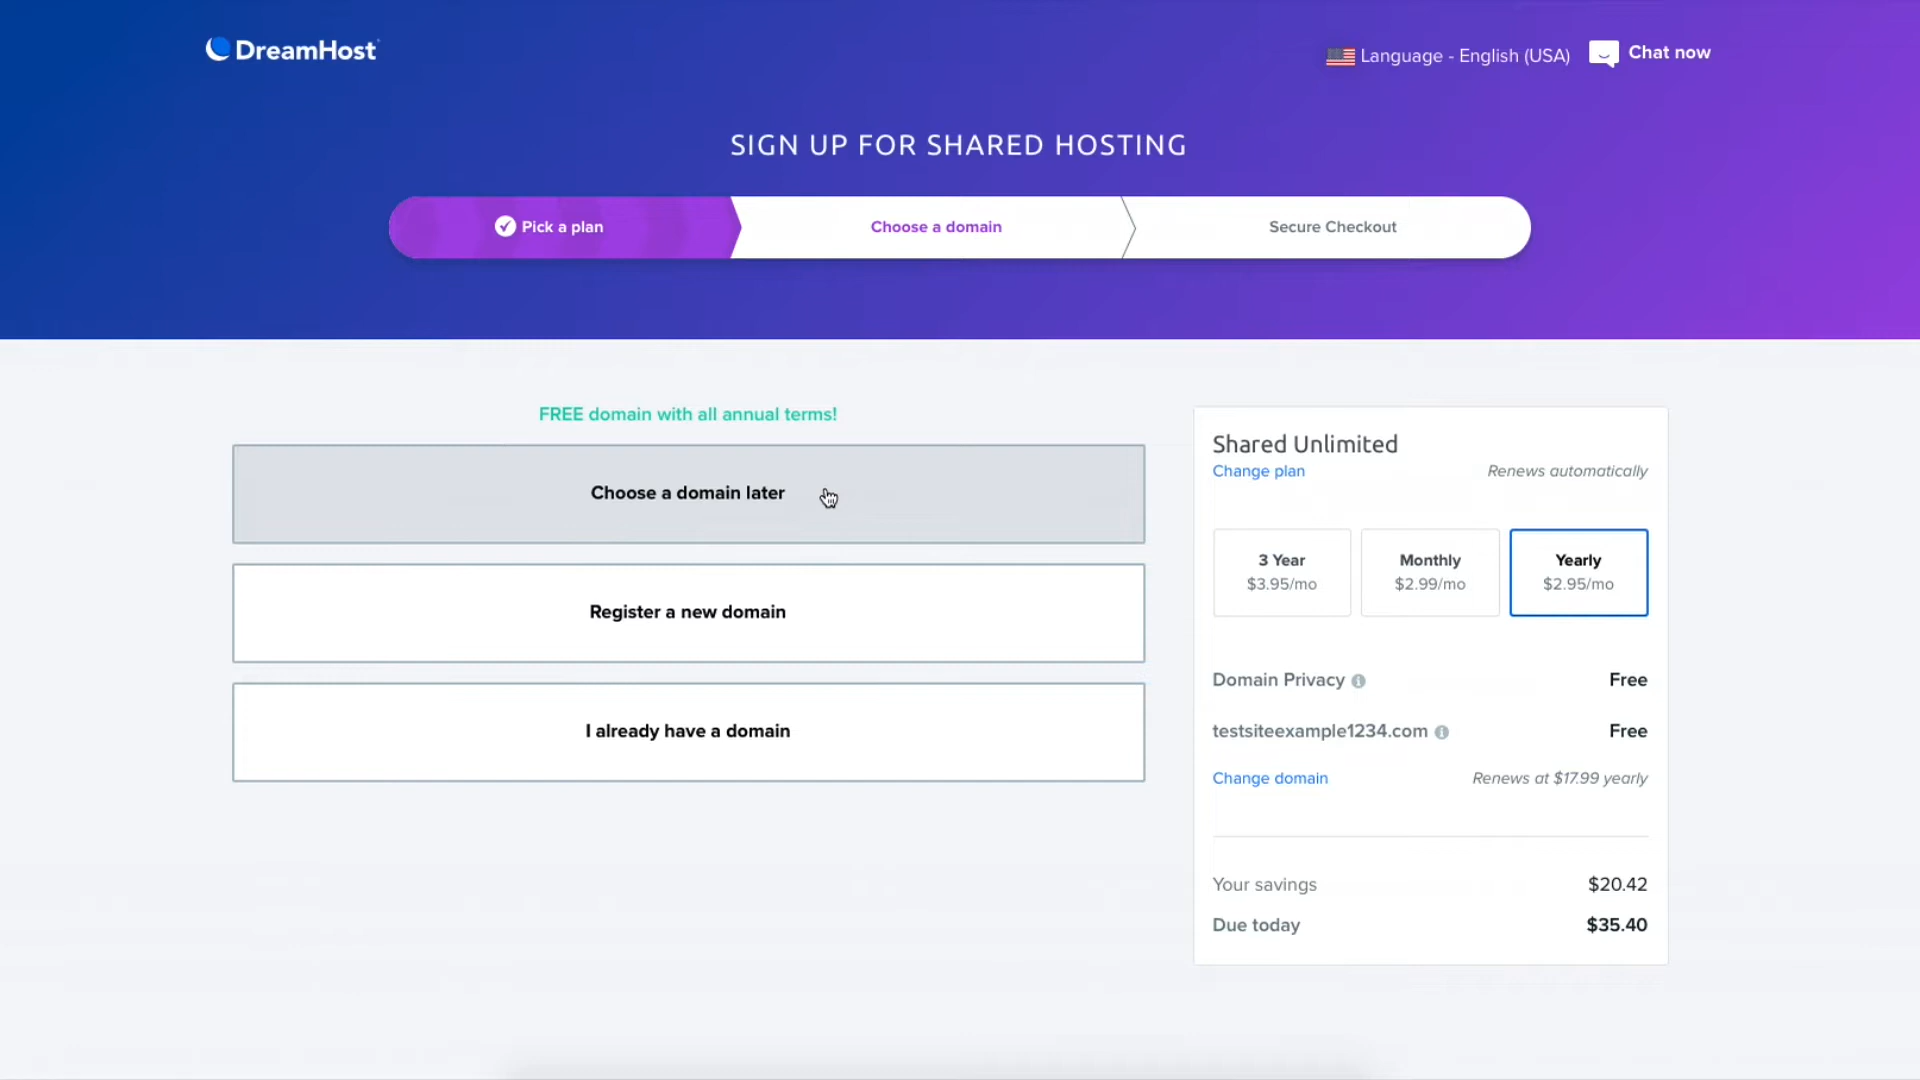 DreamHost
Language - English (USA)
Chat now
SIGN UP FOR SHARED HOSTING
Pick a plan
Choose a domain
Secure Checkout
FREE domain with all annual terms!
Choose a domain later
Register a new domain
I already have a domain
Shared Unlimited
Change plan
Renews automatically
3 Year
$3.95/mo
Monthly
$2.99/mo
Yearly
$2.95/mo
Domain Privacy
Free
testsiteexample1234.com
Free
Change domain
Renews at $17.99 yearly
Your savings
$20.42
Due today
$35.40